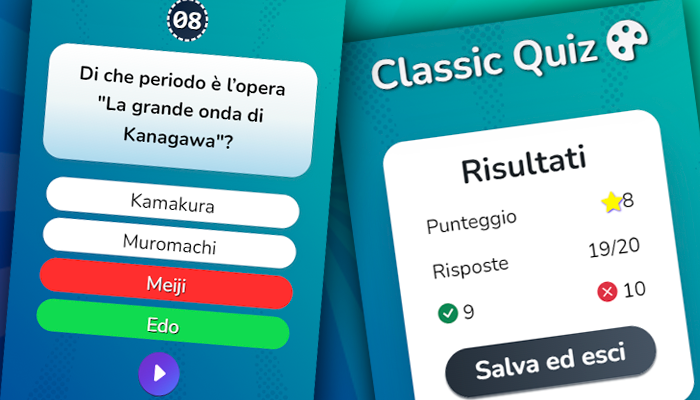 08
Di che periodo è l'opera
"La grande onda di
Kanagawa"?
Kamakura
Muromachi
Meiji
Edo
Classic Quiz
Risultati
Punteggio 8
Risposte 19/20
9 10
Salva ed esci